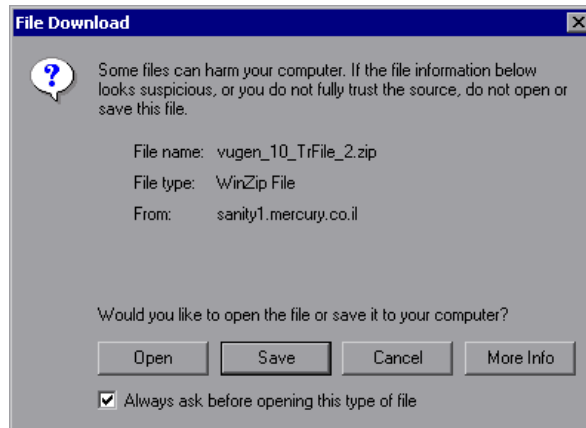 File Download
?
Some files can harm your computer. If the file information below
looks suspicious, or you do not fully trust the source, do not open or
save this file.
File name: vugen_10_TrFile_2.zip
File type: WinZip File
From: sanity1.mercury.co.il
Would you like to open the file or save it to your computer?
Open Save Cancel More Info
Always ask before opening this type of file